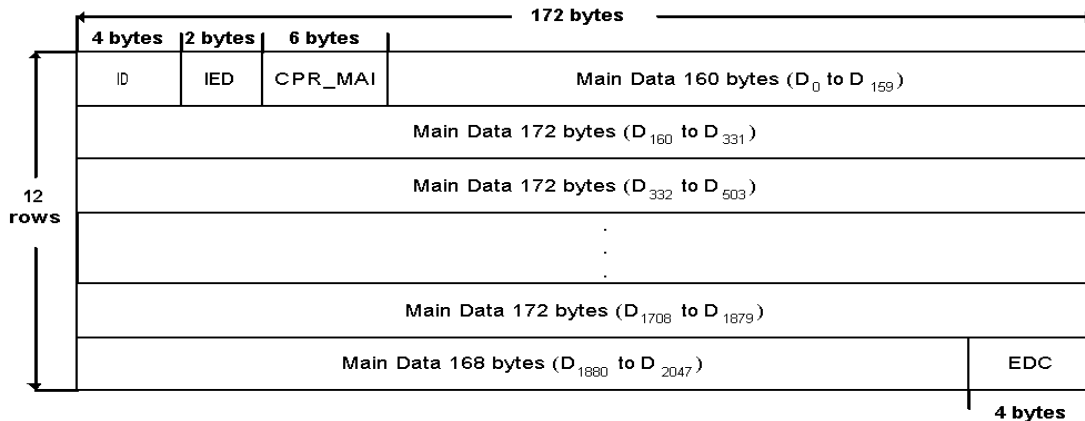 172 bytes
4 bytes 2 bytes 6 bytes
ID IED CPR_MAI Main Data 160 bytes (D0 to D159)
Main Data 172 bytes (D160 to D331)
Main Data 172 bytes (D332 to D503)
12
rows
.
.
.
Main Data 172 bytes (D1708 to D1879)
Main Data 168 bytes (D1880 to D2047) EDC
4 bytes